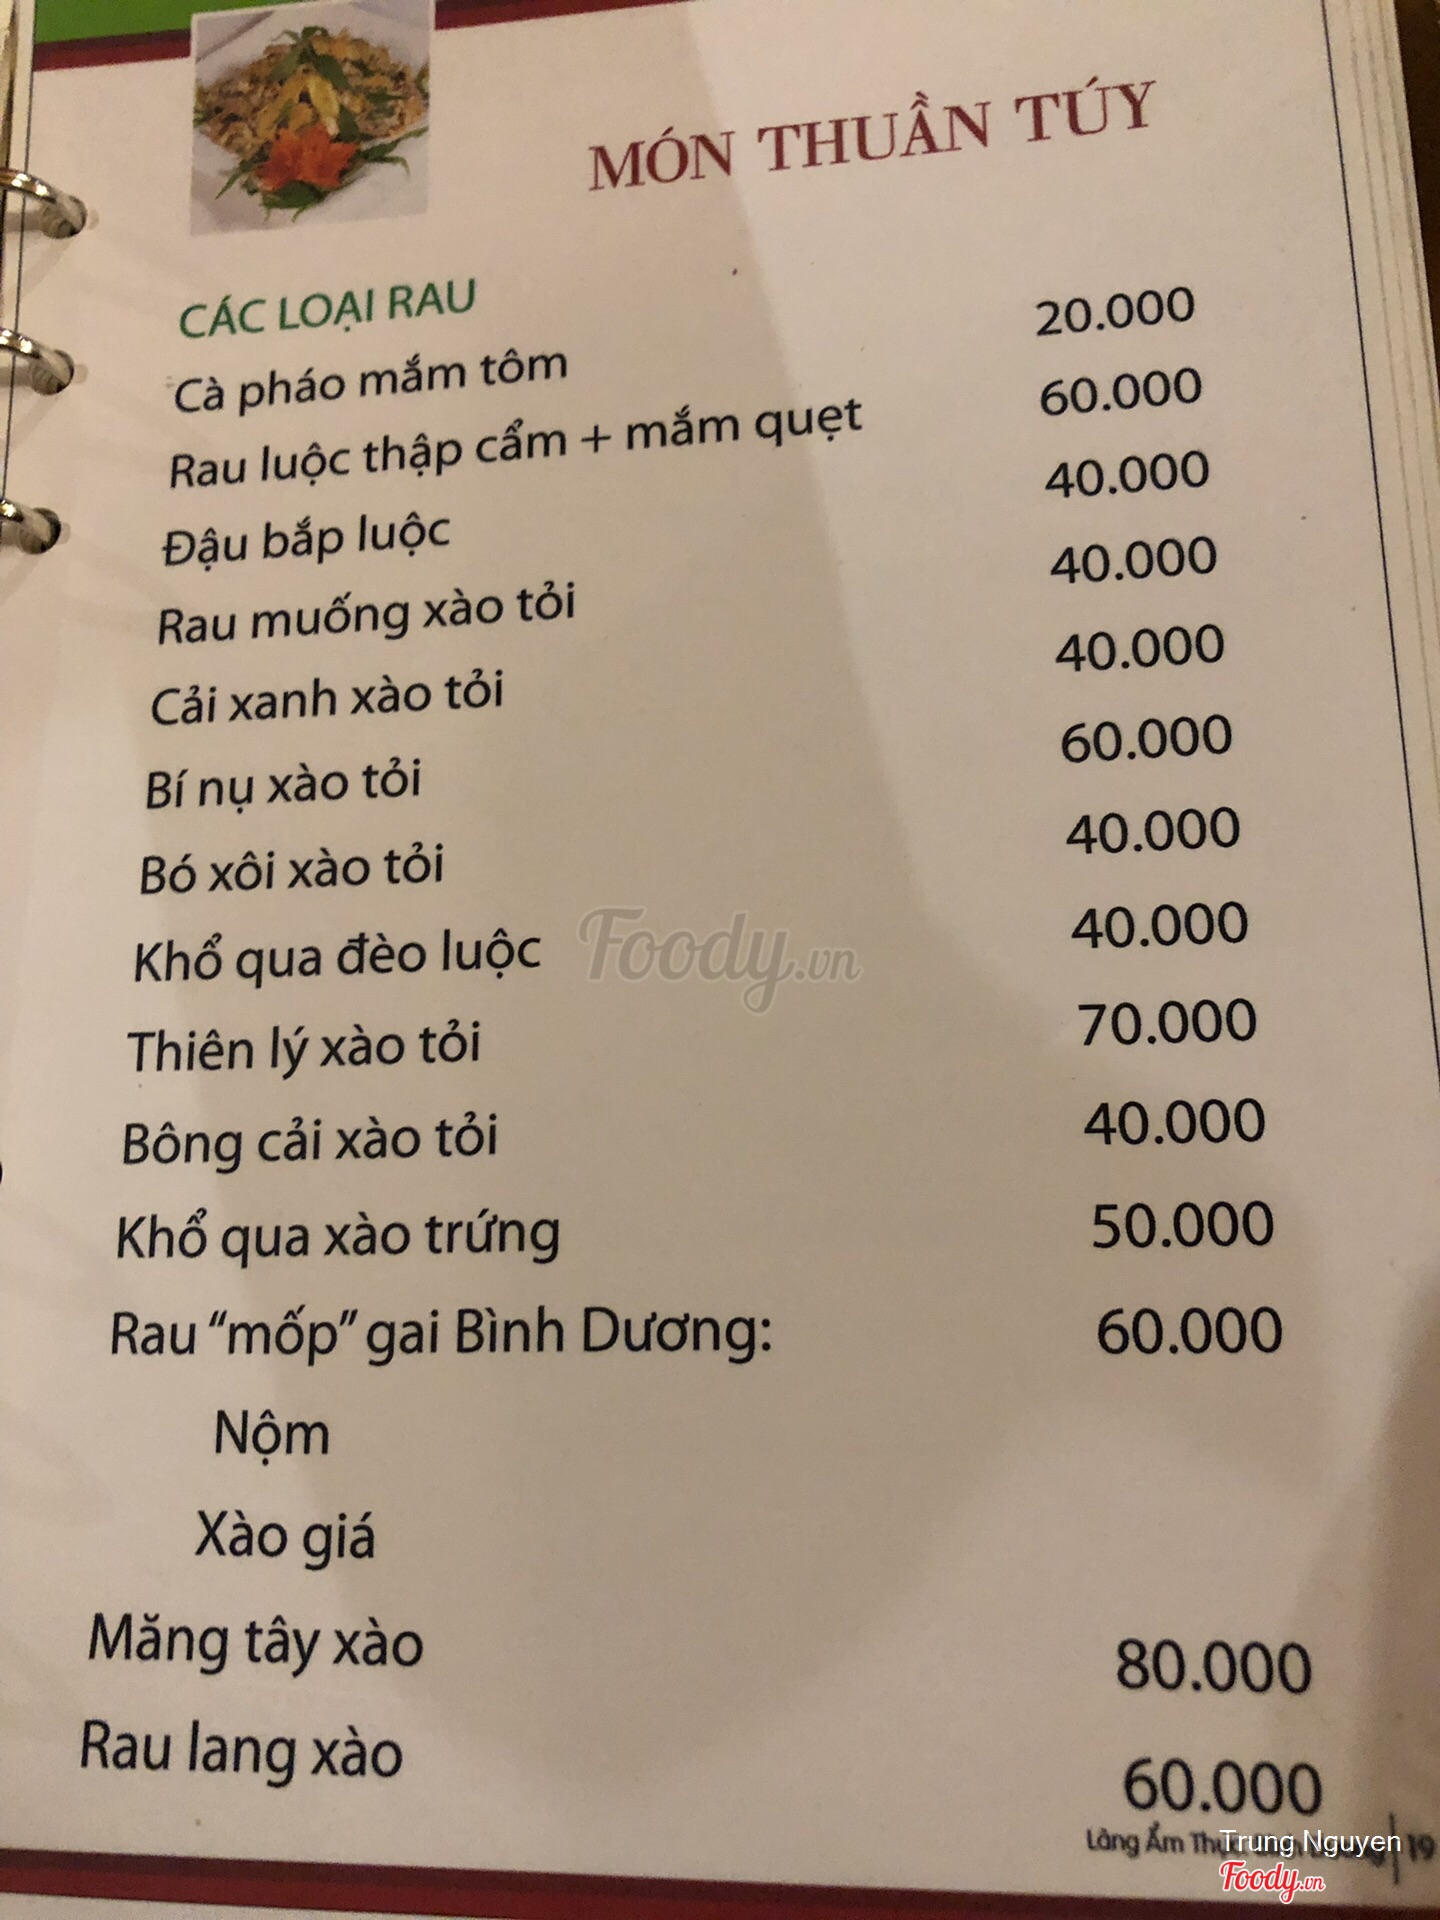 MÓN THUẦN TÚY
CÁC LOẠI RAU
Cà pháo mắm tôm 20.000
Rau luộc thập cẩm + mắm quẹt 60.000
Đậu bắp luộc 40.000
Rau muống xào tỏi 40.000
Cải xanh xào tỏi 40.000
Bí nụ xào tỏi 60.000
Bó xôi xào tỏi 40.000
Khổ qua đèo luộc 40.000
Foody.vn
Thiên lý xào tỏi 70.000
Bông cải xào tỏi 40.000
Khổ qua xào trứng 50.000
Rau “mốp” gai Bình Dương: 60.000
Nộm
Xào giá
Măng tây xào 80.000
Rau lang xào 60.000
Làng Ẩm 19
Trung Nguyen
Foody.vn